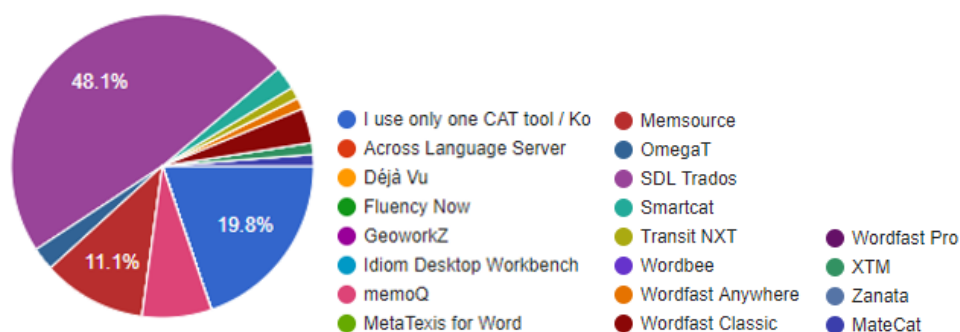 48.1%
19.8%
11.1%
I use only one CAT tool / Ko
Across Language Server
Déjà Vu
Fluency Now
GeoworkZ
Idiom Desktop Workbench
memoQ
MetaTexis for Word
Memsource
OmegaT
SDL Trados
Smartcat
Transit NXT
Wordbee
Wordfast Anywhere
Wordfast Classic
Wordfast Pro
XTM
Zanata
MateCat